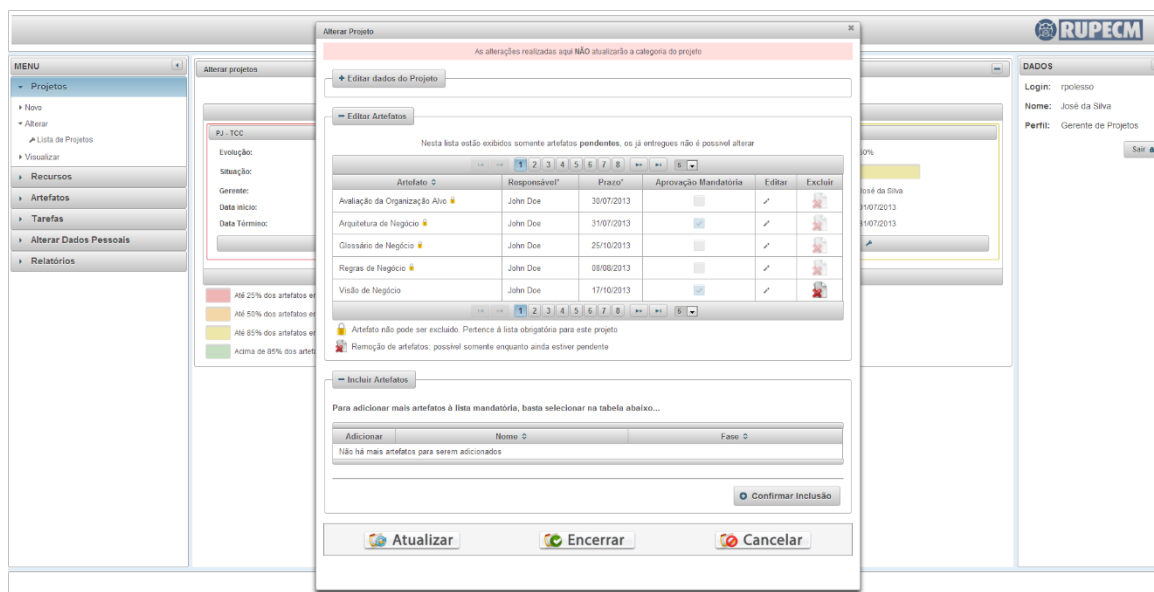 RUPECM
MENU
Projetos
Novo
Alterar
Lista de Projetos
Visualizar
Recursos
Artefatos
Tarefas
Alterar Dados Pessoais
Relatórios
Alterar projetos
PJ - TCC
Evolução:
Situação:
Gerente:
Data início:
Data Término:
Até 25% dos artefatos
Até 50% dos artefatos
Até 85% dos artefatos
Acima de 85% dos
Alterar Projeto
As alterações realizadas aqui NÃO atualizarão a categoria do projeto
Editar dados do Projeto
Editar Artefatos
Nesta lista estão exibidos somente artefatos pendentes, os já entregues não é possível alterar
1 2 3 4 5 6 7 8 5
Artefato Responsável* Prazo* Aprovação Mandatória Editar Excluir
Avaliação da Organização Alvo John Doe 30/07/2013
Arquitetura de Negócio John Doe 31/07/2013
Glossário de Negócio John Doe 25/10/2013
Regras de Negócio John Doe 08/08/2013
Visão de Negócio John Doe 17/10/2013
1 2 3 4 5 6 7 8 5
Artefato não pode ser excluído. Pertence à lista obrigatória para este projeto
Remoção de artefatos: possível somente enquanto ainda estiver pendente
Incluir Artefatos
Para adicionar mais artefatos à lista mandatória, basta selecionar na tabela abaixo...
Adicionar Nome Fase
Não há mais artefatos para serem adicionados
Confirmar Inclusão
Atualizar Encerrar Cancelar
José da Silva
DADOS
Login: rpolesso
Nome: José da Silva
Perfil: Gerente de Projetos
Sair